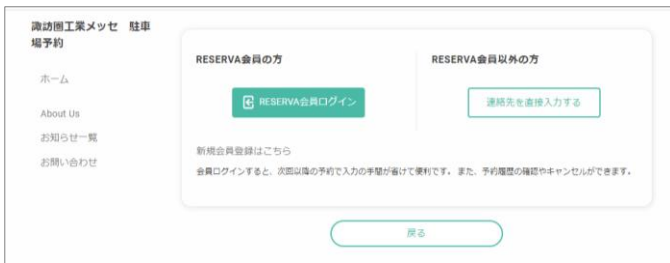 諏訪圏工業メッセ 駐車
場予約
ホーム
About Us
お知らせ一覧
お問い合わせ
RESERVA会員の方
RESERVA会員ログイン
RESERVA会員以外の方
連絡先を直接入力する
新規会員登録はこちら
会員ログインすると、次回以降の予約で入力の手間が省けて便利です。また、予約履歴の確認やキャンセルができます。
戻る